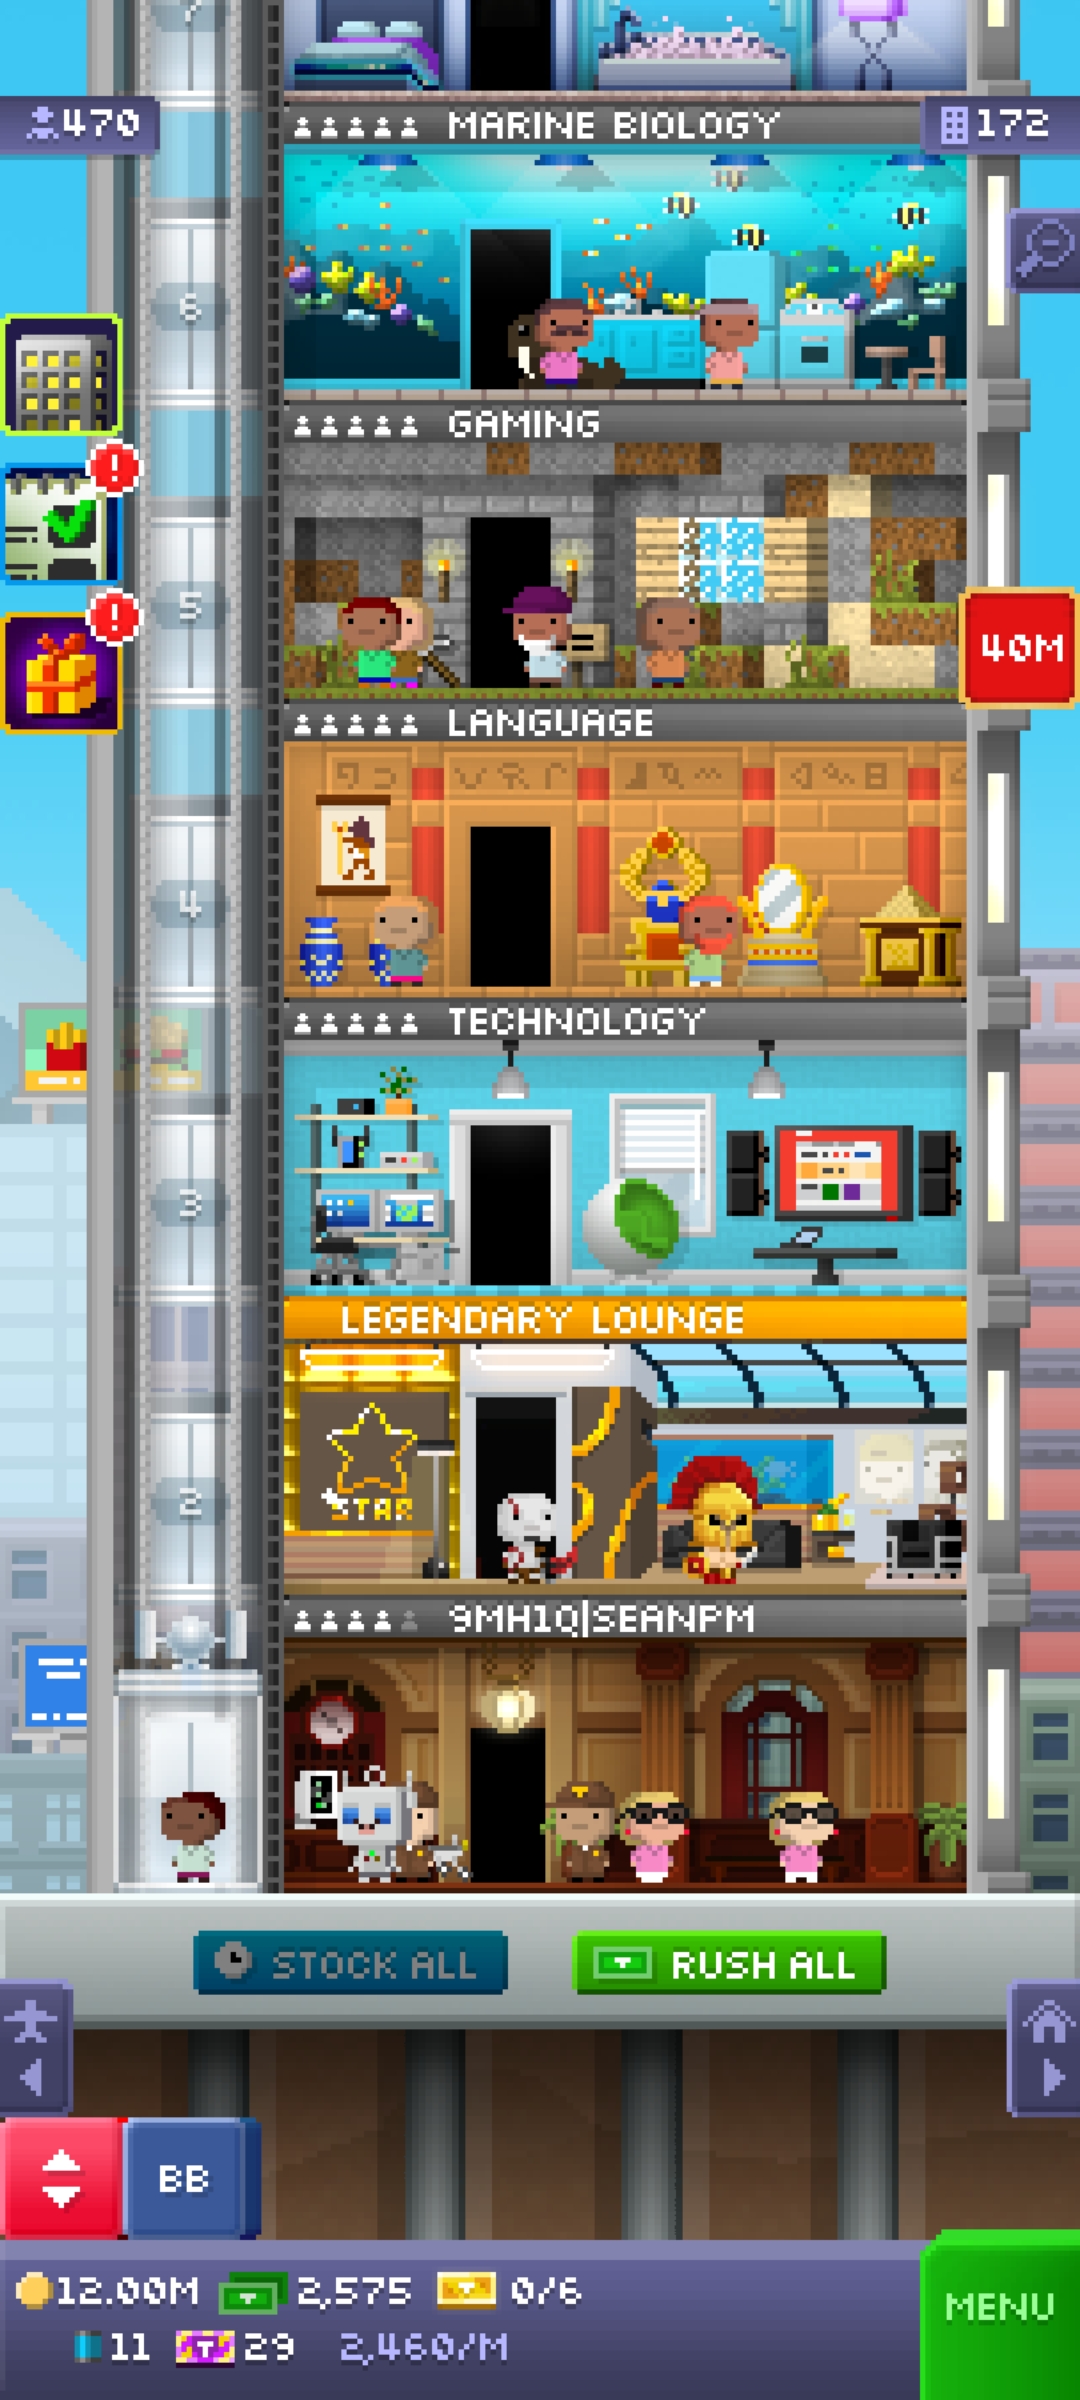 7
470
MARINE BIOLOGY
172
6
GAMING
5
40M
LANGUAGE
4
TECHNOLOGY
3
LEGENDARY LOUNGE
STAR
2
9MH1Q|SEANPM
STOCK ALL
RUSH ALL
BB
12.00M 2,575 0/6
MENU
11 29 2,460/M